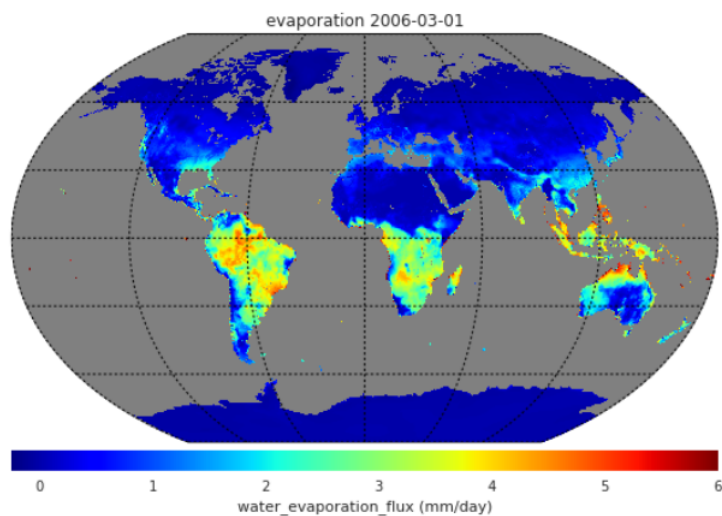 evaporation 2006-03-01
0 1 2 3 4 5 6
water_evaporation_flux (mm/day)